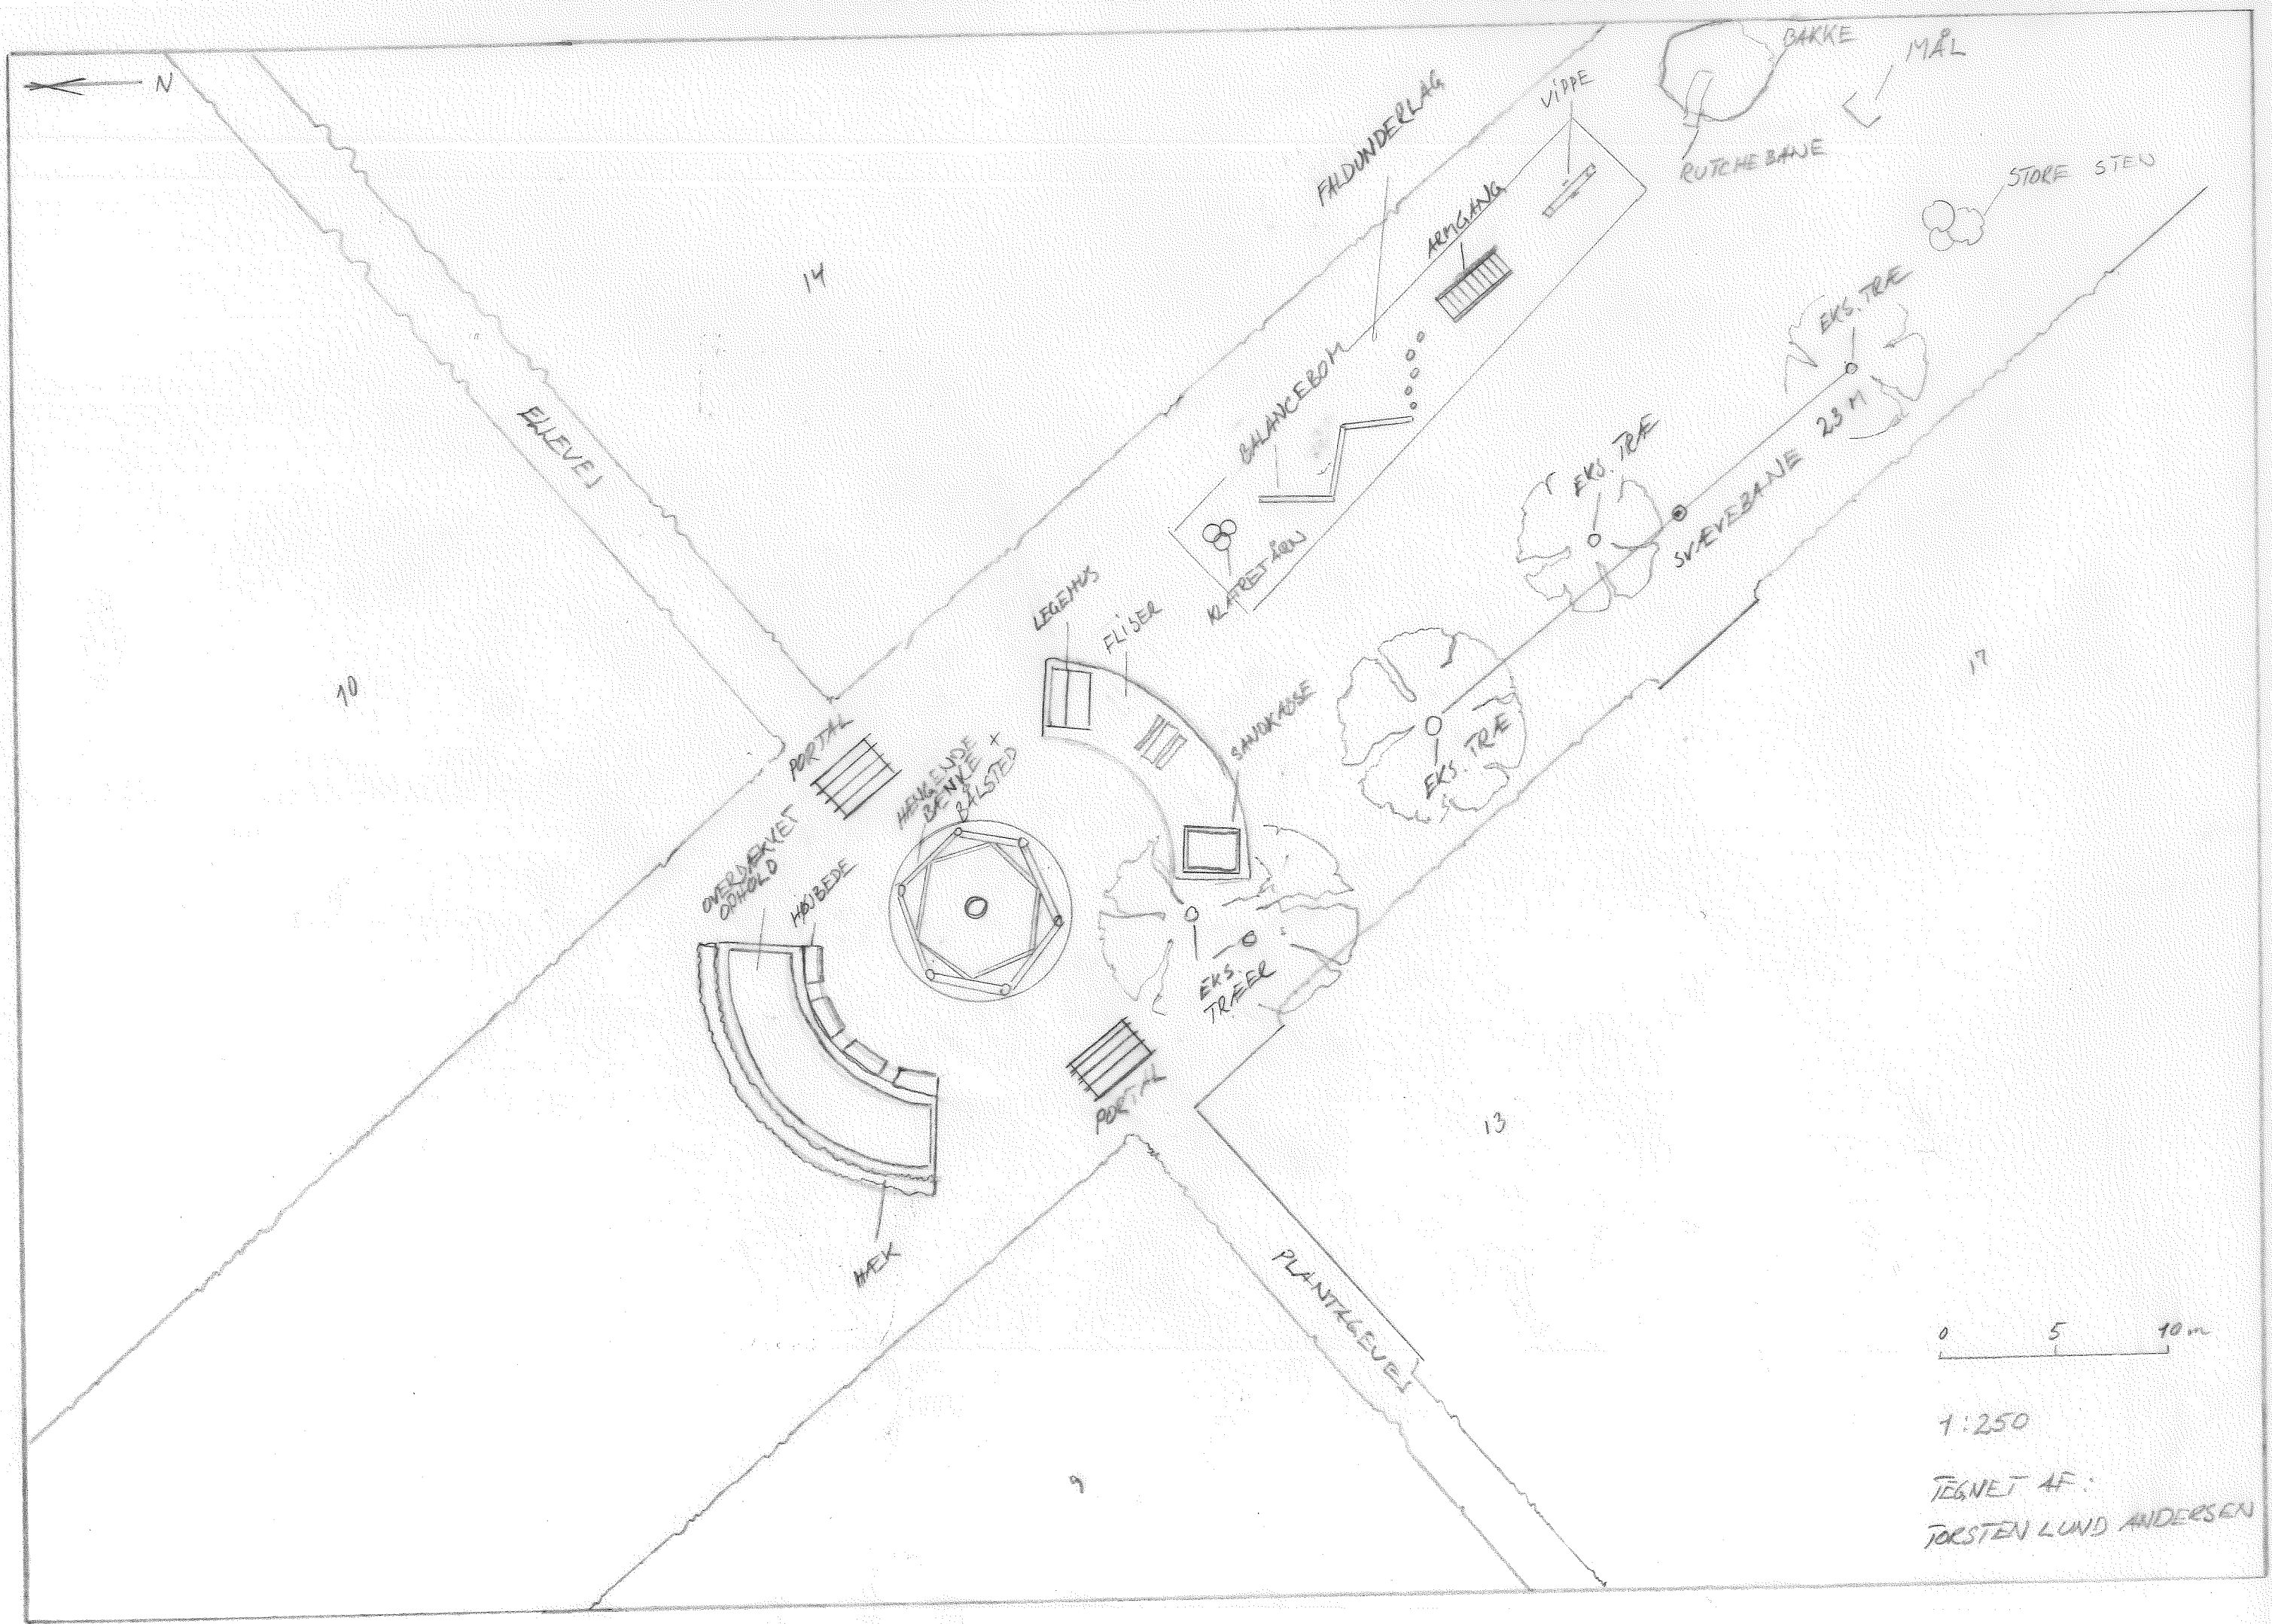 N
BAKKE
MÅL
VIPPE
FALDUNDERLAG
RUTCHEBANE
STORE STEN
ARMGANG
14
EKS. TRÆ
BALANCEBOM
23 M
ELLEVEJ
EKS. TRÆ
SVÆVEBANE
KLATRETÅRN
LEGEHUS
FLISER
10
17
SANDKASSE
PORTAL
EKS. TRÆ
HÆNGENDE
BÆNKE +
BÅLSTED
OVERDÆKKET
OPHOLD
HØJBEDE
EKS.
TRÆER
PORTAL
13
HÆK
PLANTAGEVEJ
0 5 10 m
1:250
9
TEGNET AF:
TORSTEN LUND ANDERSEN